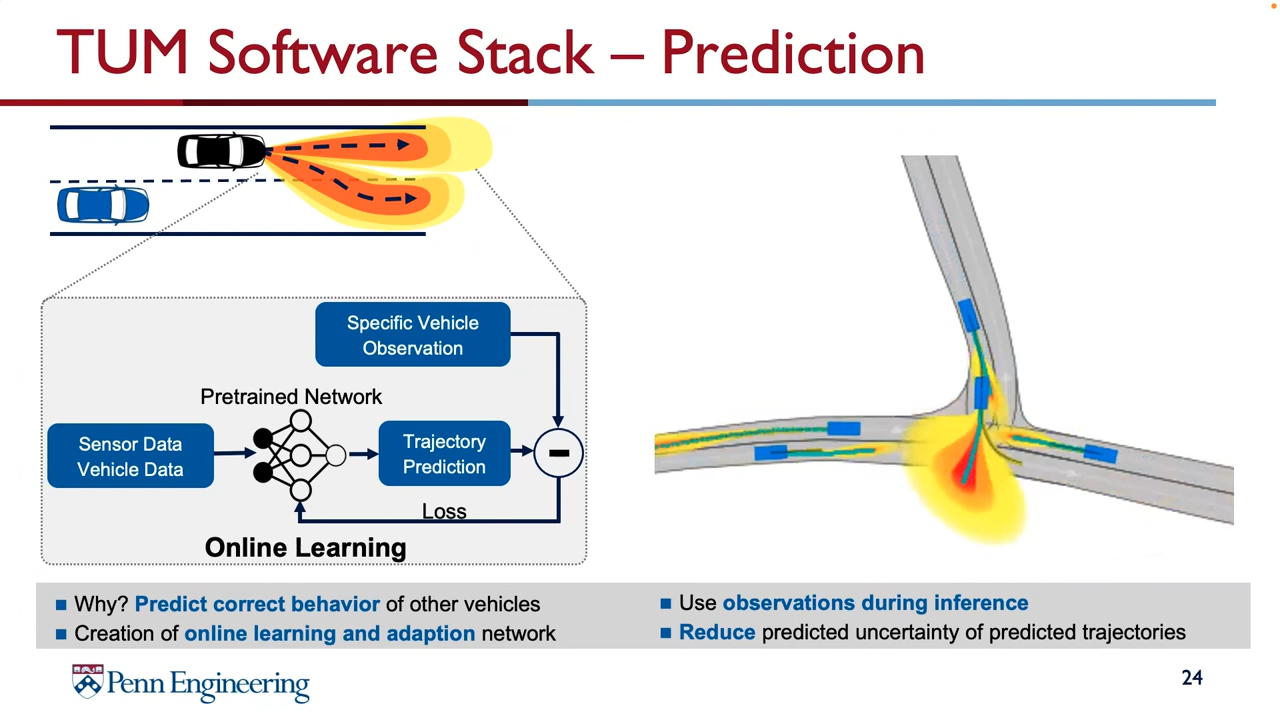 TUM Software Stack – Prediction
Specific Vehicle
Observation
Pretrained Network
Sensor Data
Vehicle Data
Trajectory
Prediction
Loss
Online Learning
Why? Predict correct behavior of other vehicles
Creation of online learning and adaption network
Use observations during inference
Reduce predicted uncertainty of predicted trajectories
Penn Engineering
24